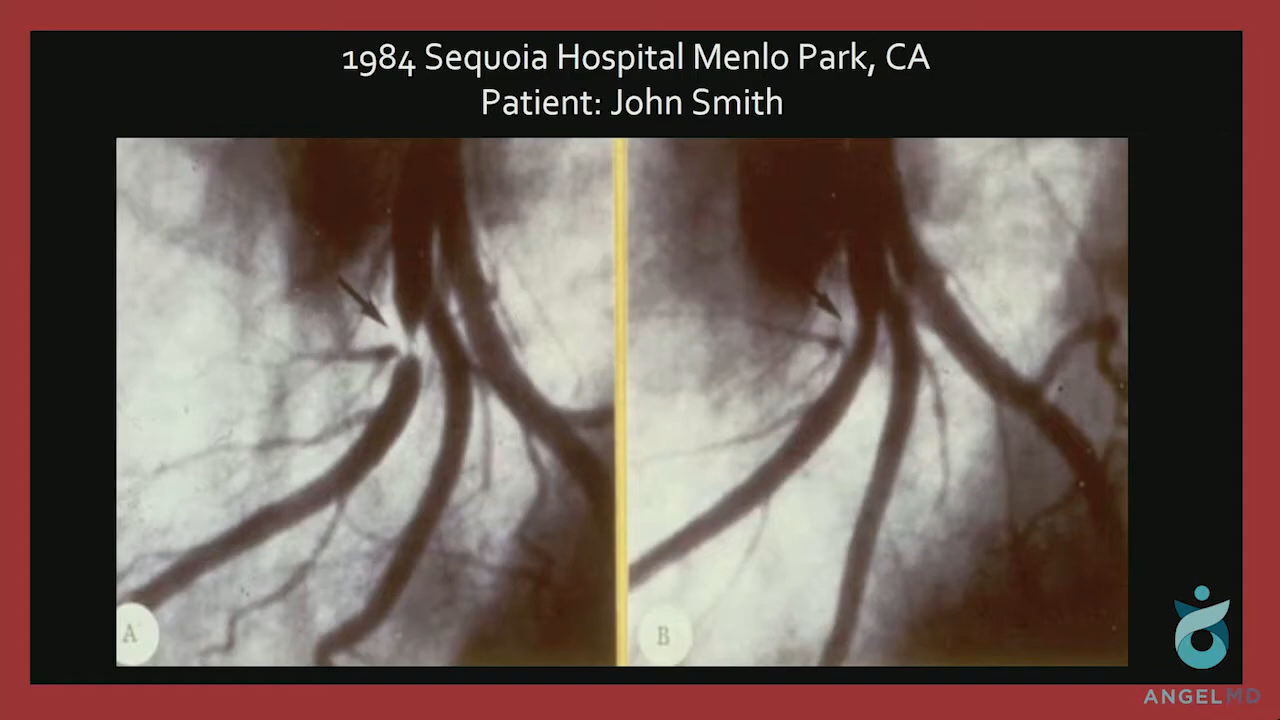 1984 Sequoia Hospital Menlo Park, CA
Patient: John Smith
A
B
ANGELMD